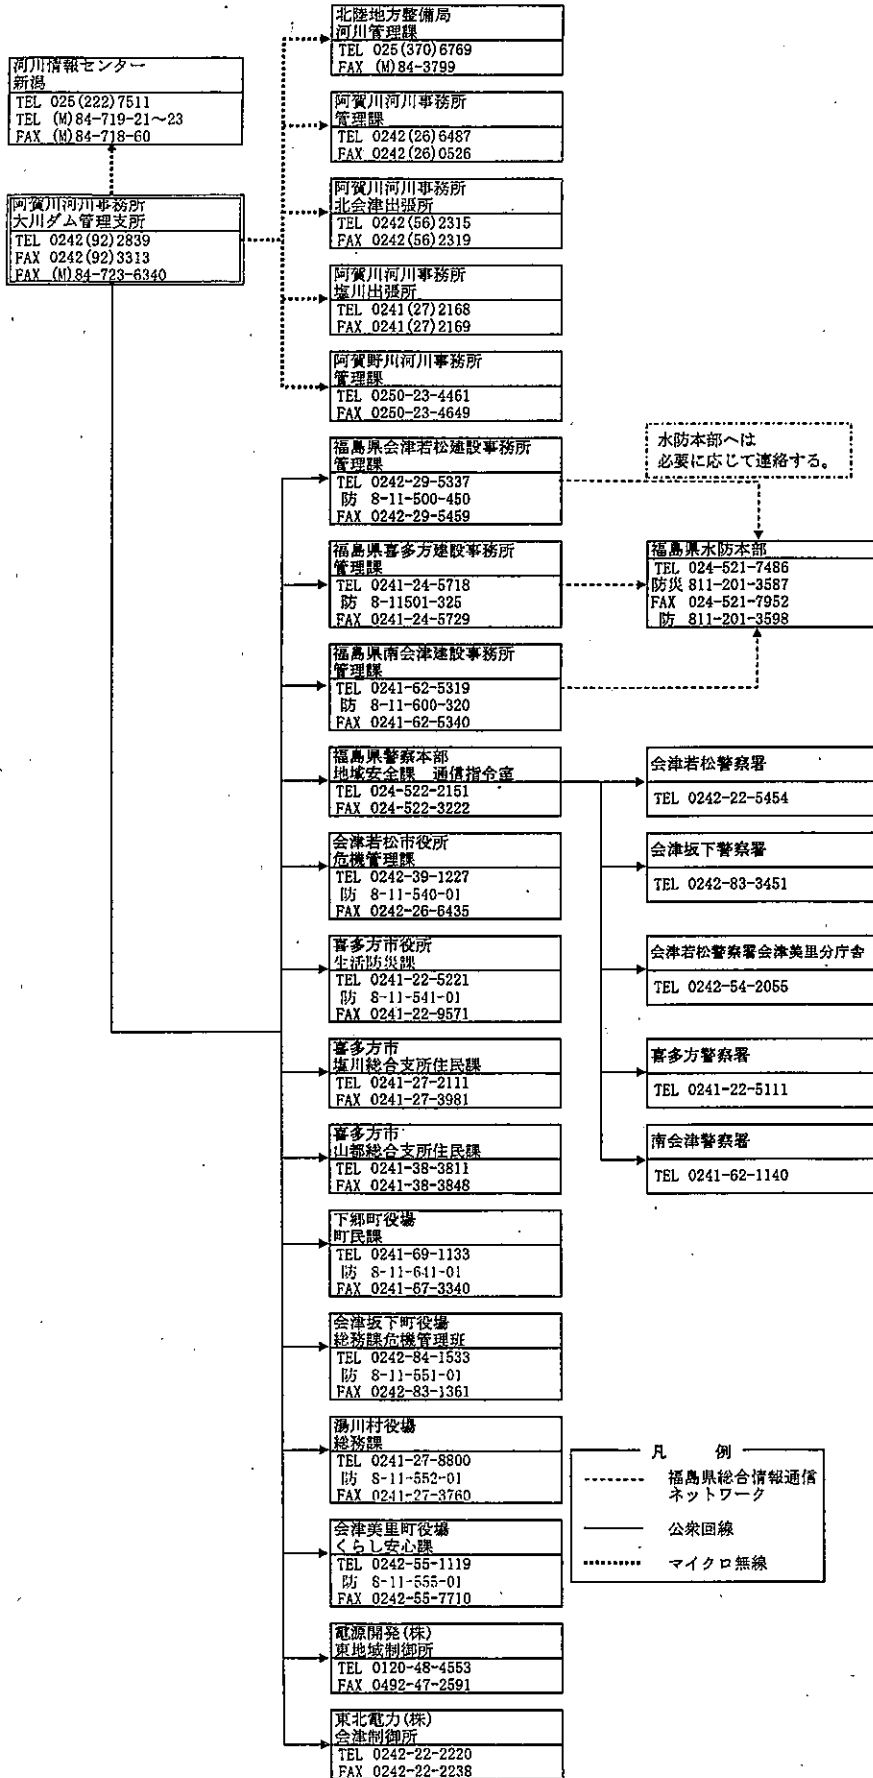 河川情報センター
新潟
TEL 025(222)7511
TEL (M)84-719-21～23
FAX (M)84-718-60
阿賀川河川事務所
大川ダム管理支所
TEL 0242(92)2839
FAX 0242(92)3313
FAX (M)84-723-6340
北陸地方整備局
河川管理課
TEL 025(370)6769
FAX (M)84-3799
阿賀川河川事務所
管理課
TEL 0242(26)6487
FAX 0242(26)0526
阿賀川河川事務所
北会津出張所
TEL 0242(56)2315
FAX 0242(56)2319
阿賀川河川事務所
塩川出張所
TEL 0241(27)2168
FAX 0241(27)2169
阿賀野川河川事務所
管理課
TEL 0250-23-4461
FAX 0250-23-4649
福島県会津若松建設事務所
管理課
TEL 0242-29-5337
防 8-11-500-450
FAX 0242-29-5459
福島県喜多方建設事務所
管理課
TEL 0241-24-5718
防 8-11501-325
FAX 0241-24-5729
福島県南会津建設事務所
管理課
TEL 0241-62-5319
防 8-11-600-320
FAX 0241-62-5340
水防本部へは
必要に応じて連絡する。
福島県水防本部
TEL 024-521-7486
防災 811-201-3587
FAX 024-521-7952
防 811-201-3598
福島県警察本部
地域安全課 通信指令室
TEL 024-522-2151
FAX 024-522-3222
会津若松警察署
TEL 0242-22-5454
会津坂下警察署
TEL 0242-83-3451
会津若松警察署会津美里分庁舎
TEL 0242-54-2055
喜多方警察署
TEL 0241-22-5111
南会津警察署
TEL 0241-62-1140
会津若松市役所
危機管理課
TEL 0242-39-1227
防 8-11-540-01
FAX 0242-26-6435
喜多方市役所
生活防災課
TEL 0241-22-5221
防 8-11-541-01
FAX 0241-22-9571
喜多方市
塩川総合支所住民課
TEL 0241-27-2111
FAX 0241-27-3981
喜多方市
山都総合支所住民課
TEL 0241-38-3811
FAX 0241-38-3848
下郷町役場
町民課
TEL 0241-69-1133
防 8-11-641-01
FAX 0241-67-3340
会津坂下町役場
総務課危機管理班
TEL 0242-84-1533
防 8-11-551-01
FAX 0242-83-1361
湯川村役場
総務課
TEL 0241-27-8800
防 8-11-552-01
FAX 0241-27-3760
会津美里町役場
くらし安心課
TEL 0242-55-1119
防 8-11-555-01
FAX 0242-55-7710
電源開発(株)
東地域制御所
TEL 0120-48-4553
FAX 0492-47-2591
東北電力(株)
会津制御所
TEL 0242-22-2220
FAX 0242-22-2238
凡 例
福島県総合情報通信
ネットワーク
公衆回線
マイクロ無線